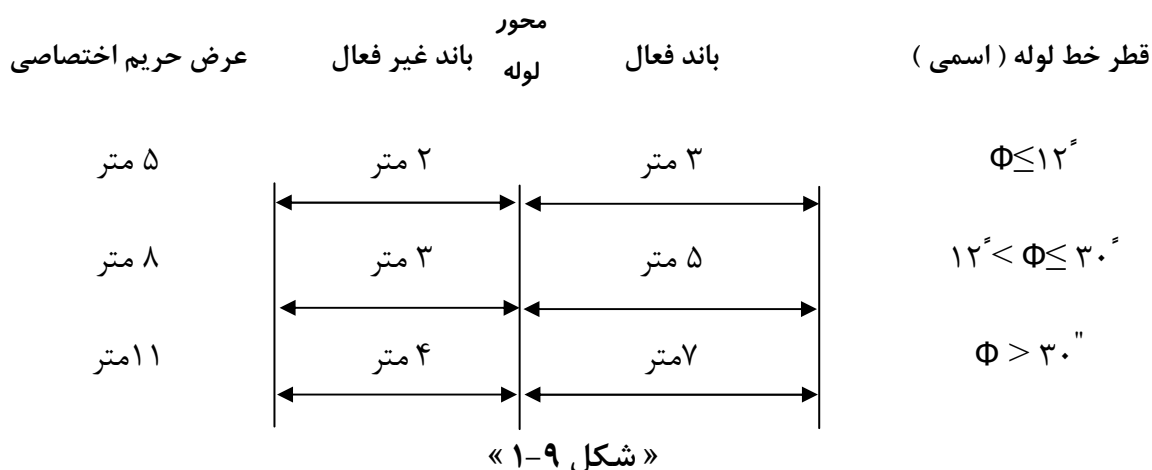 قطر خط لوله ( اسمی ) باند فعال محور لوله باند غیر فعال عرض حریم اختصاصی
Φ≤۱۲ً ۳ متر ۲ متر ۵ متر
۱۲ً < Φ≤ ۳۰ً ۵ متر ۳ متر ۸ متر
Φ > ۳۰" ۷متر ۴ متر ۱۱متر
« شکل ۹-۱ »